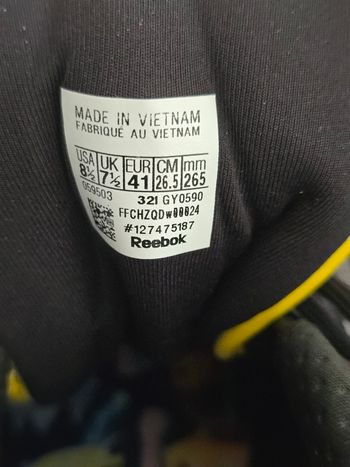 MADE IN VIETNAM
FABRIQUÉ AU VIETNAM
USA UK EUR CM mm
8½ 7½ 41 26.5 265
059503 321 GY0590
FFCHZQDW00024
#127475187
Reebok